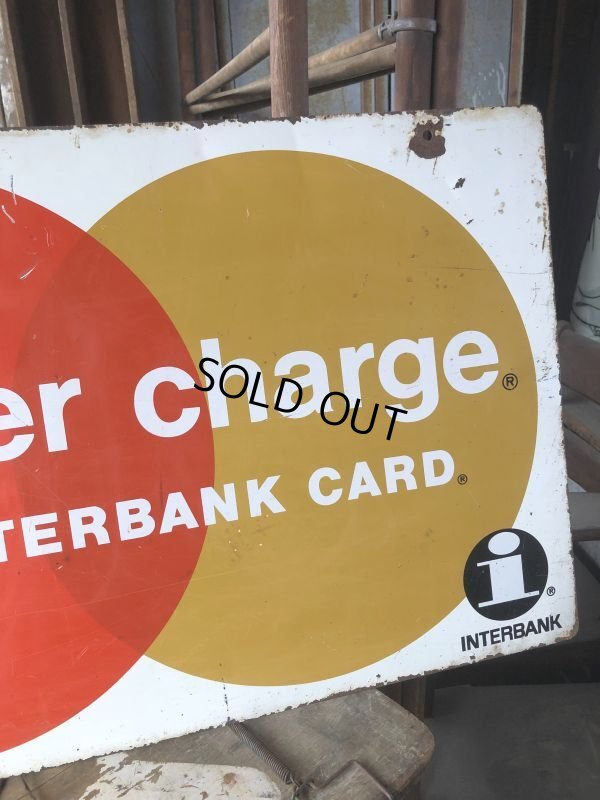 er charge®
SOLD OUT
TERBANK CARD®
i®
INTERBANK